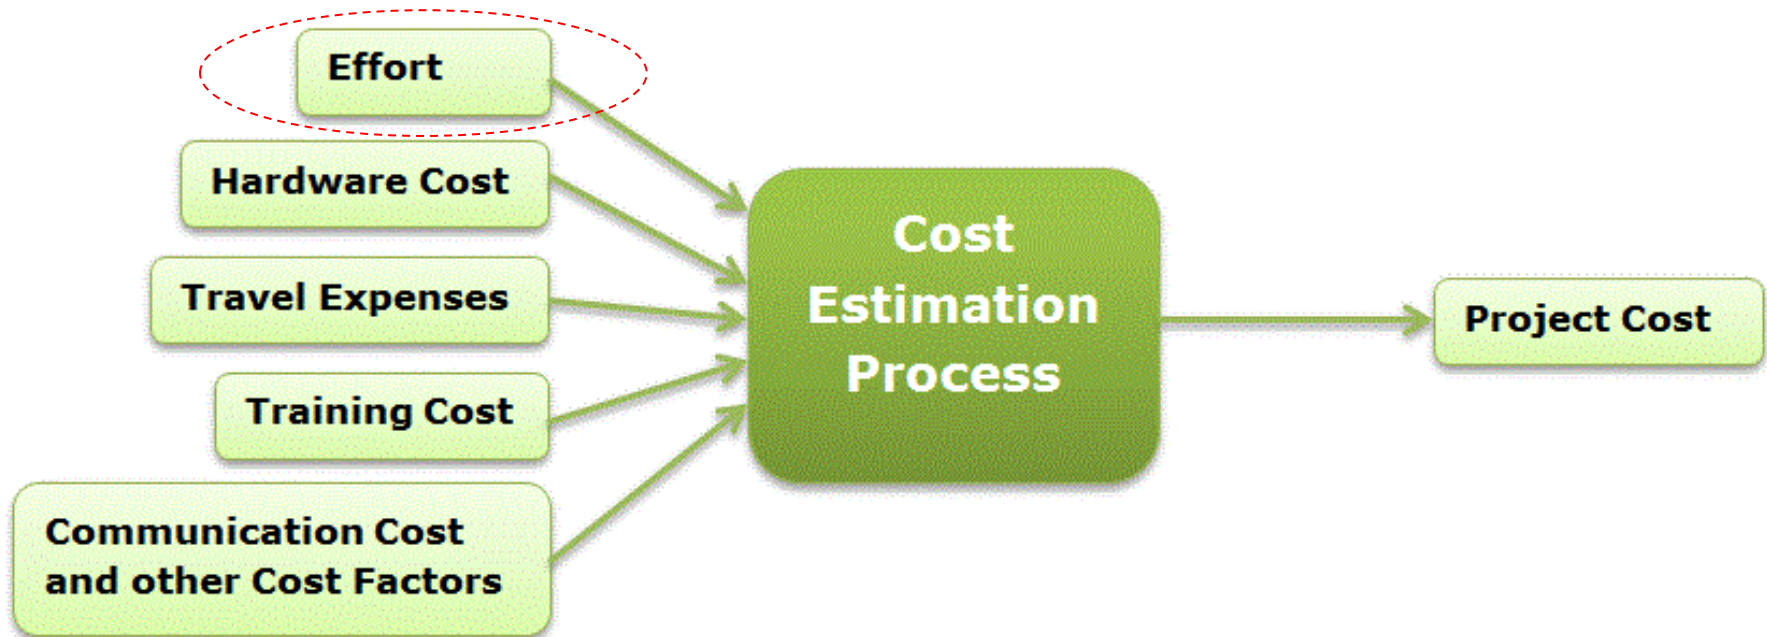 Effort
Hardware Cost
Travel Expenses
Training Cost
Communication Cost
and other Cost Factors
Cost
Estimation
Process
Project Cost